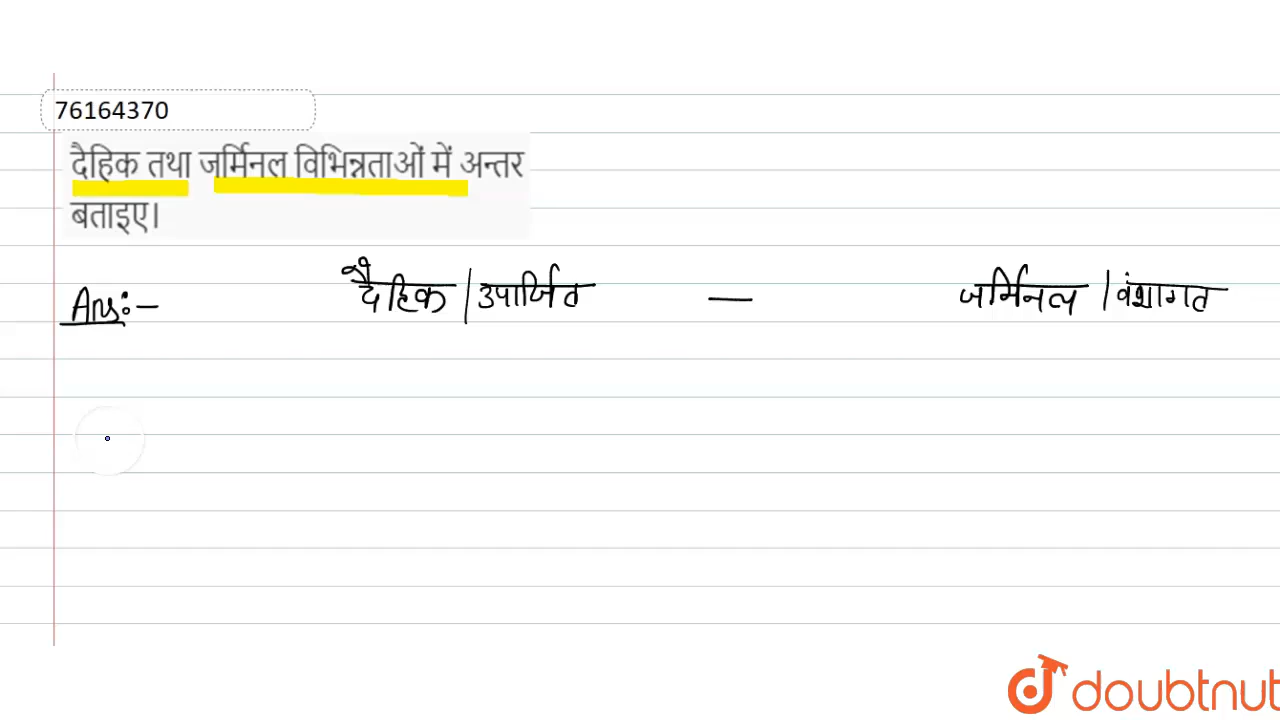 76164370
दैहिक तथा जर्मिनल विभिन्नताओं में अन्तर
बताइए।
Ans:- दैहिक / उपार्जित — जर्मिनल / वंशागत
doubtnut